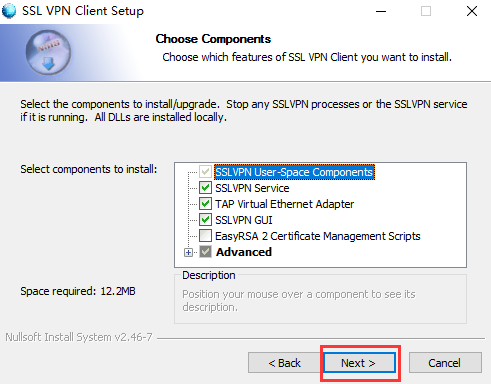 SSL VPN Client Setup
Choose Components
Choose which features of SSL VPN Client you want to install.
Select the components to install/upgrade. Stop any SSLVPN processes or the SSLVPN service
if it is running. All DLLs are installed locally.
Select components to install:
SSLVPN User-Space Components
SSLVPN Service
TAP Virtual Ethernet Adapter
SSLVPN GUI
EasyRSA 2 Certificate Management Scripts
Advanced
Space required: 12.2MB
Description
Position your mouse over a component to see its
description.
Nullsoft Install System v2.46-7
< Back
Next >
Cancel